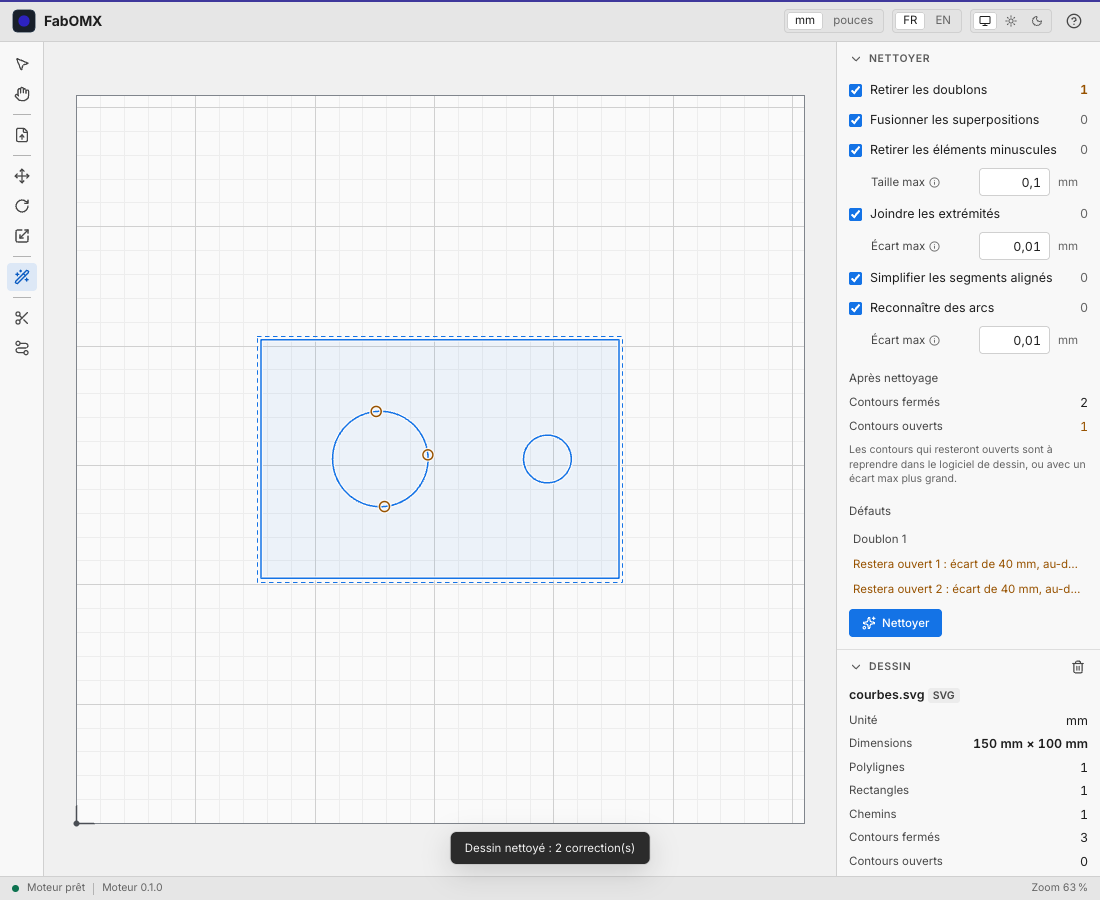 FabOMX
mm pouces FR EN
NETTOYER
Retirer les doublons 1
Fusionner les superpositions 0
Retirer les éléments minuscules 0
Taille max 0,1 mm
Joindre les extrémités 0
Écart max 0,01 mm
Simplifier les segments alignés 0
Reconnaître des arcs 0
Écart max 0,01 mm
Après nettoyage
Contours fermés 2
Contours ouverts 1
Les contours qui resteront ouverts sont à
reprendre dans le logiciel de dessin, ou avec un
écart max plus grand.
Défauts
Doublon 1
Restera ouvert 1 : écart de 40 mm, au-d…
Restera ouvert 2 : écart de 40 mm, au-d…
Nettoyer
DESSIN
courbes.svg SVG
Unité mm
Dimensions 150 mm × 100 mm
Polylignes 1
Rectangles 1
Chemins 1
Contours fermés 3
Contours ouverts 0
Dessin nettoyé : 2 correction(s)
Moteur prêt Moteur 0.1.0 Zoom 63 %